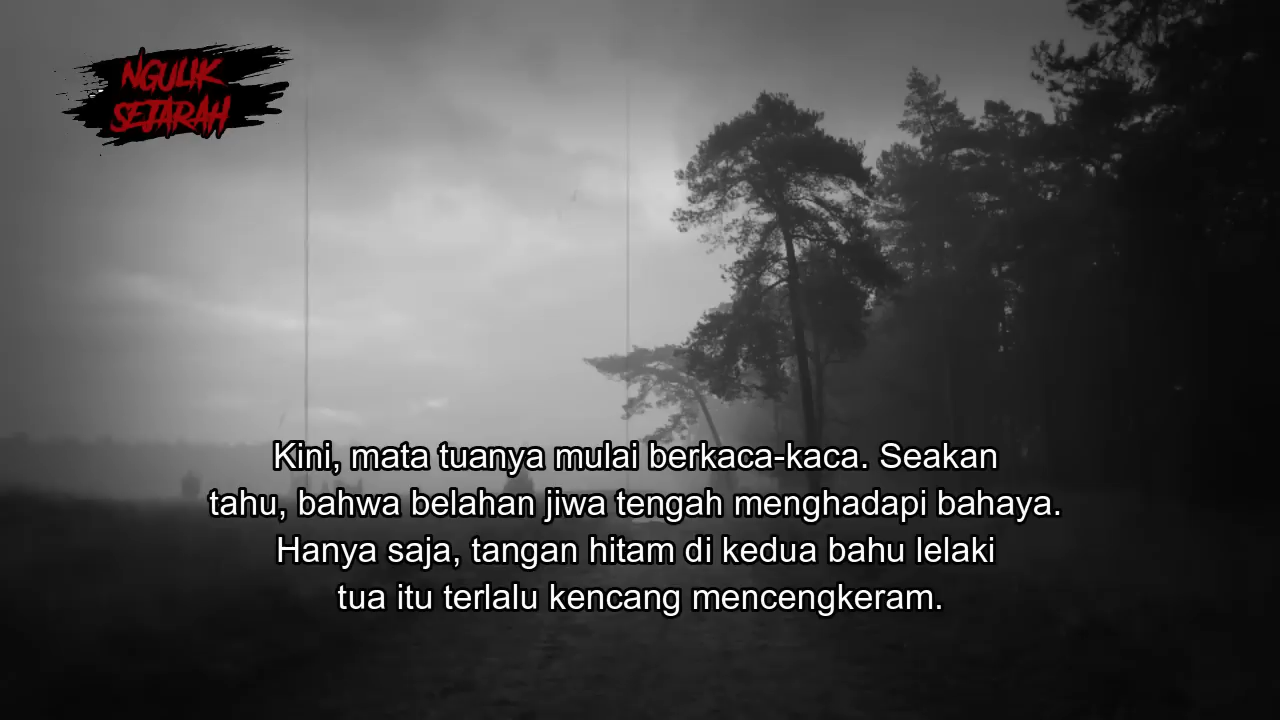 NGULIK
SEJARAH
Kini, mata tuanya mulai berkaca-kaca. Seakan
tahu, bahwa belahan jiwa tengah menghadapi bahaya.
Hanya saja, tangan hitam di kedua bahu lelaki
tua itu terlalu kencang mencengkeram.